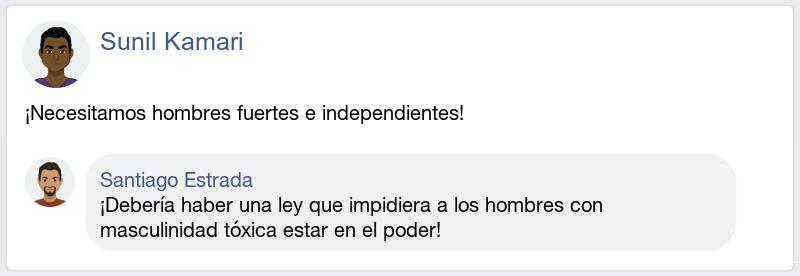 Sunil Kamari
¡Necesitamos hombres fuertes e independientes!
Santiago Estrada
¡Debería haber una ley que impidiera a los hombres con
masculinidad tóxica estar en el poder!